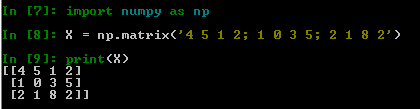 In [7]: import numpy as np
In [8]: X = np.matrix('4 5 1 2; 1 0 3 5; 2 1 8 2')
In [9]: print(X)
[[4 5 1 2]
 [1 0 3 5]
 [2 1 8 2]]